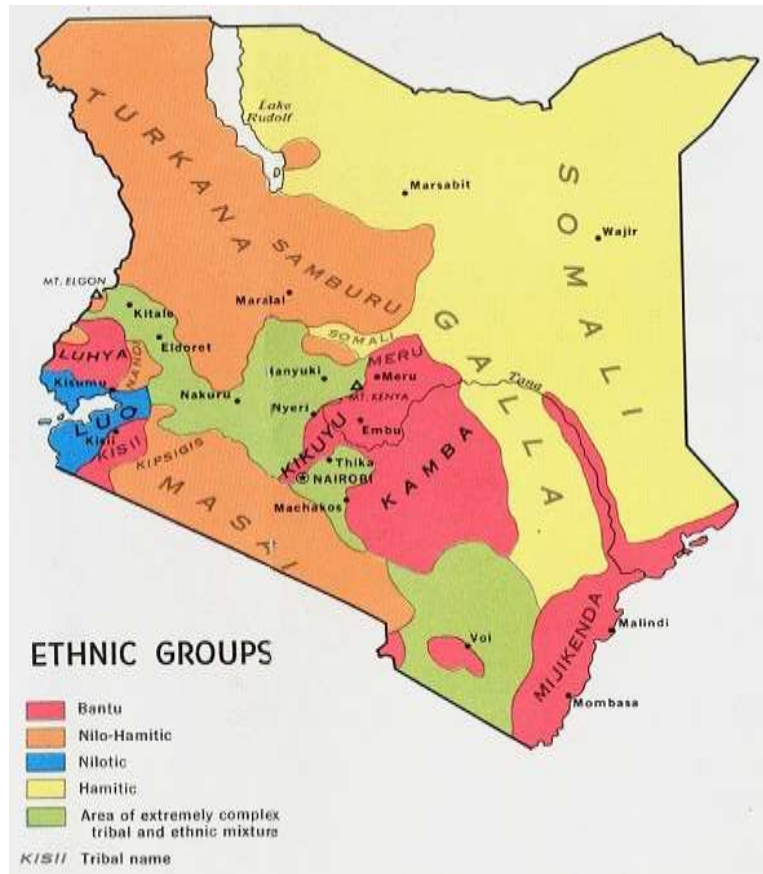 TURKANA
Lake
Rudolf
SOMALI
Marsabit
Wajir
SAMBURU
MT. ELGON
Maralal
Kitale
GALLA
SOMALI
Eldoret
LUHYA
NANDI
MERU
Meru
Tana
Kisumu
Nakuru
MT. KENYA
Nyeri
LUO
Embu
Kisii
KISII
KIKUYU
KAMBA
KIPSIGIS
Thika
NAIROBI
MASAI
Machakos
Malindi
Voi
MIJIKENDA
Mombasa
ETHNIC GROUPS
Bantu
Nilo-Hamitic
Nilotic
Hamitic
Area of extremely complex
tribal and ethnic mixture
KISII Tribal name